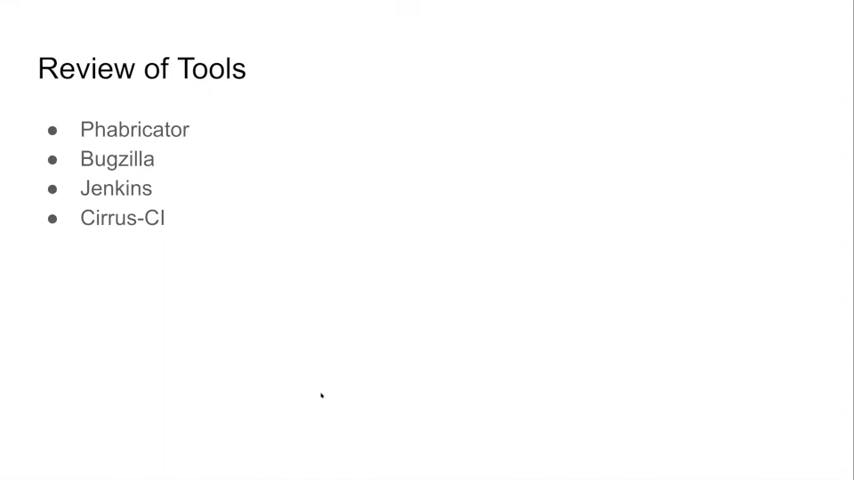 Review of Tools
● Phabricator
● Bugzilla
● Jenkins
● Cirrus-CI